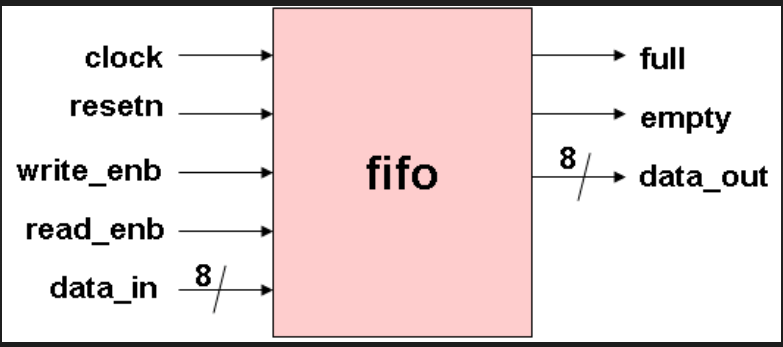 clock
resetn
write_enb
read_enb
data_in
8
fifo
full
empty
8
data_out